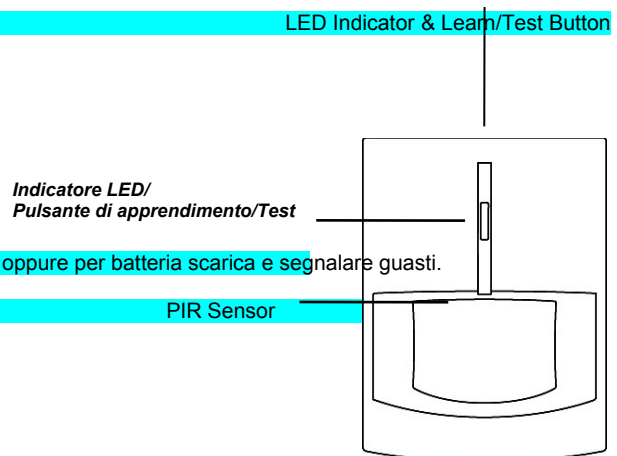 LED Indicator & Learn/Test Button
Indicatore LED/
Pulsante di apprendimento/Test
oppure per batteria scarica e segnalare guasti.
PIR Sensor